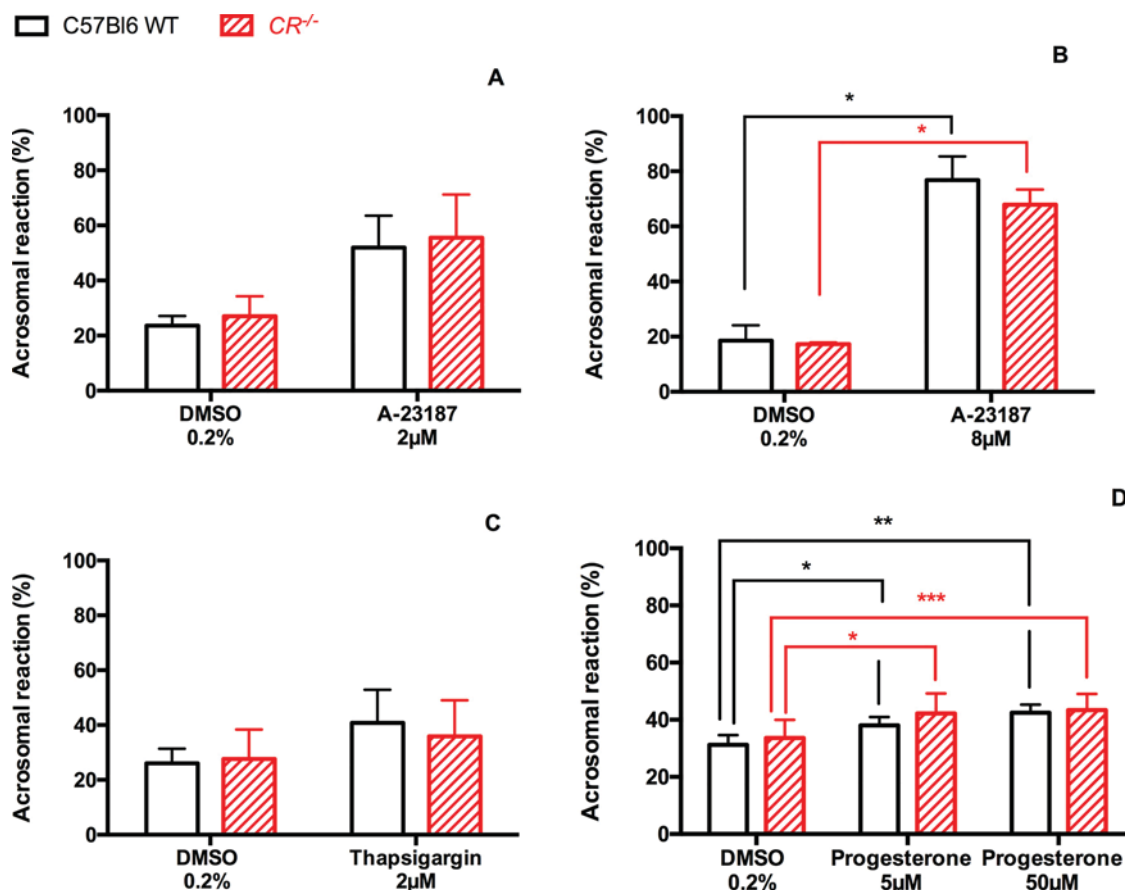 C57Bl6 WT CR-/-
A
Acrosomal reaction (%)
100
80
60
40
20
0
DMSO A-23187
0.2% 2µM
B
Acrosomal reaction (%)
*
*
100
80
60
40
20
0
DMSO A-23187
0.2% 8µM
C
Acrosomal reaction (%)
100
80
60
40
20
0
DMSO Thapsigargin
0.2% 2µM
D
Acrosomal reaction (%)
**
*
***
*
100
80
60
40
20
0
DMSO Progesterone Progesterone
0.2% 5µM 50µM